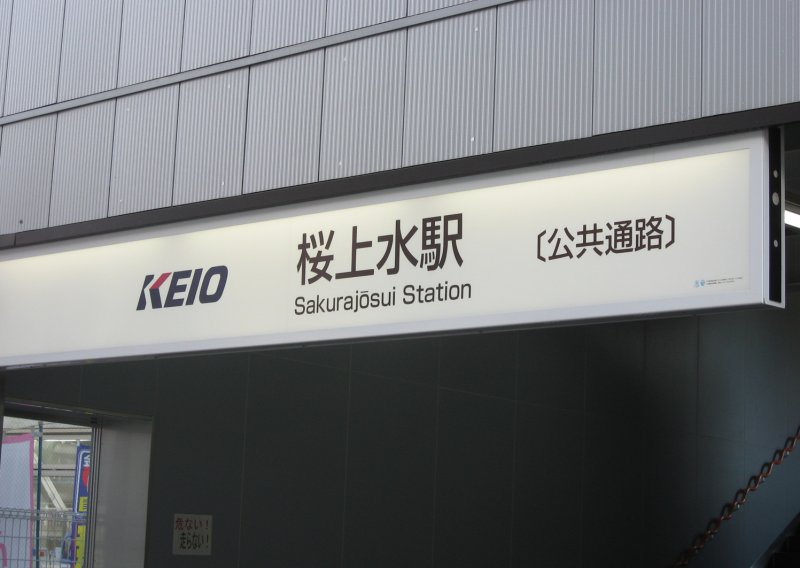 KEIO
桜上水駅
Sakurajōsui Station
〔公共通路〕
危ない!
走らない!